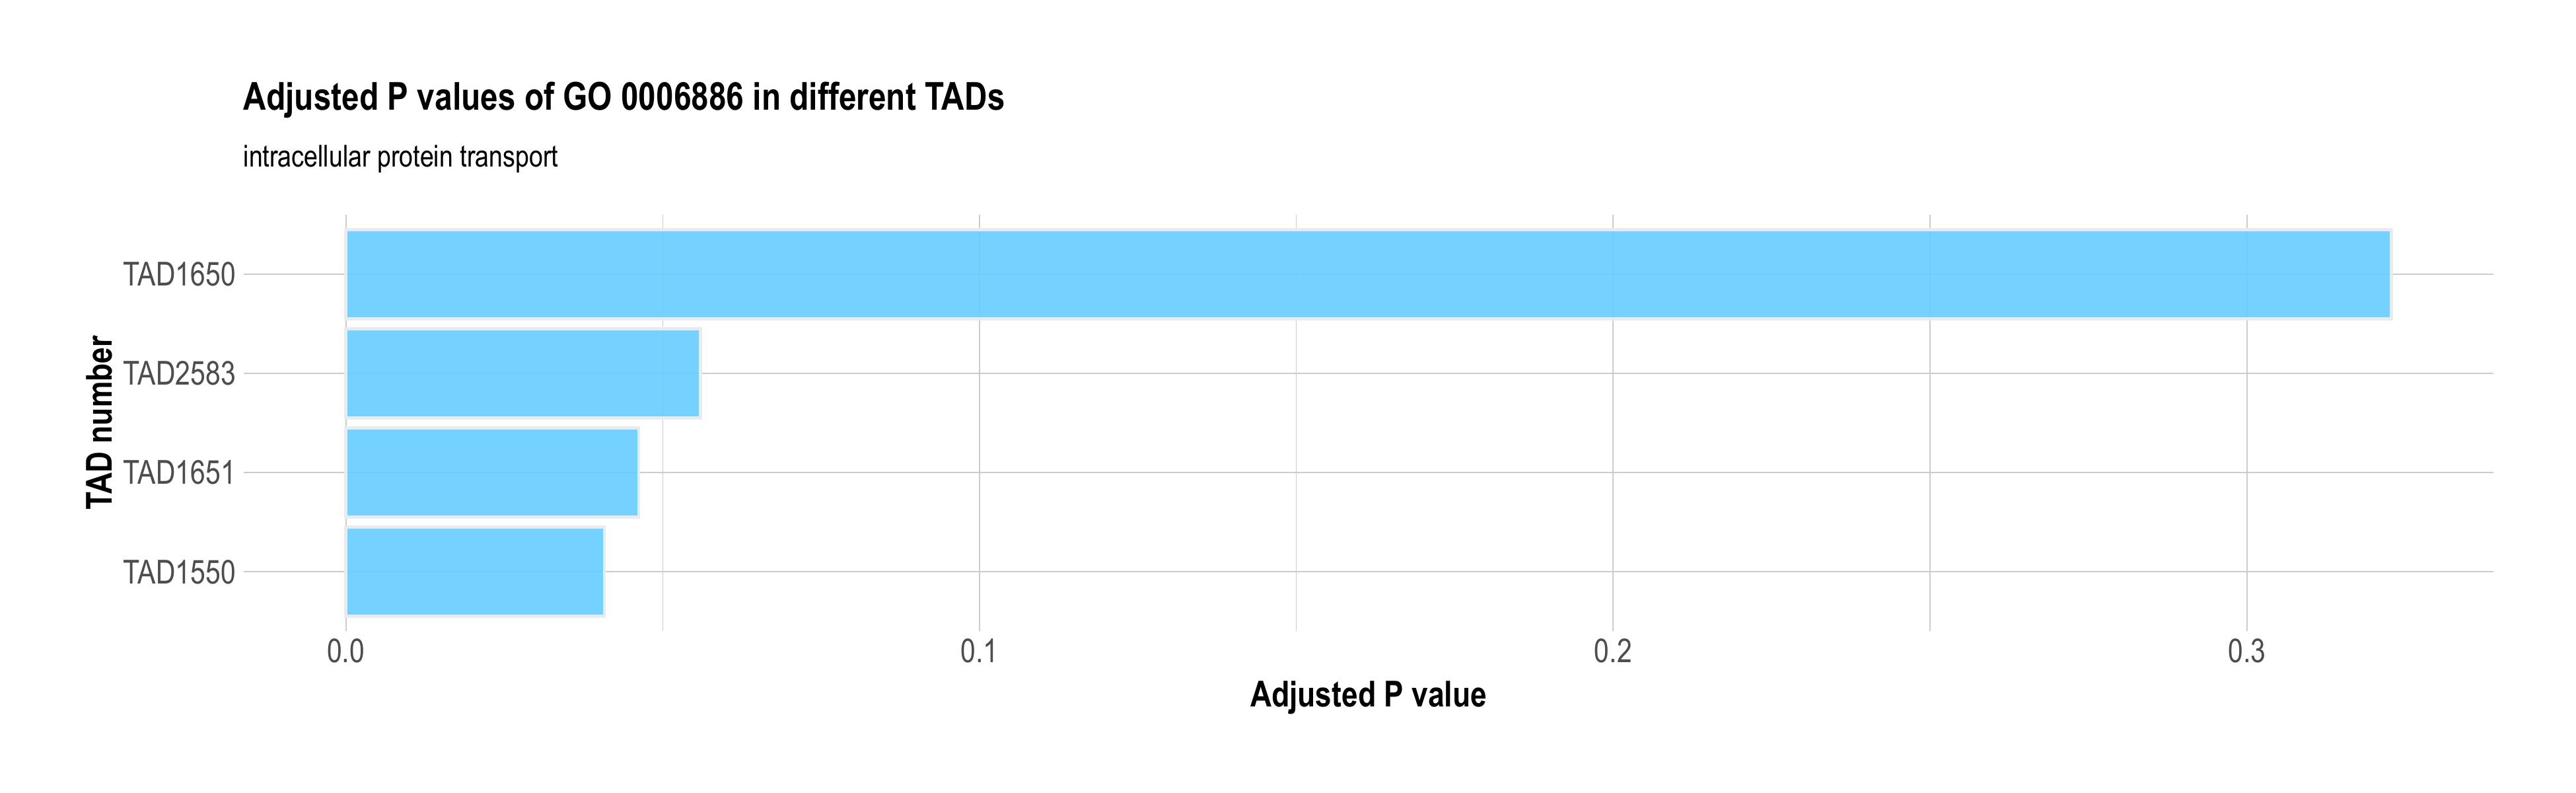 Adjusted P values of GO 0006886 in different TADs
intracellular protein transport
TAD number
TAD1650
TAD2583
TAD1651
TAD1550
0.0 0.1 0.2 0.3
Adjusted P value